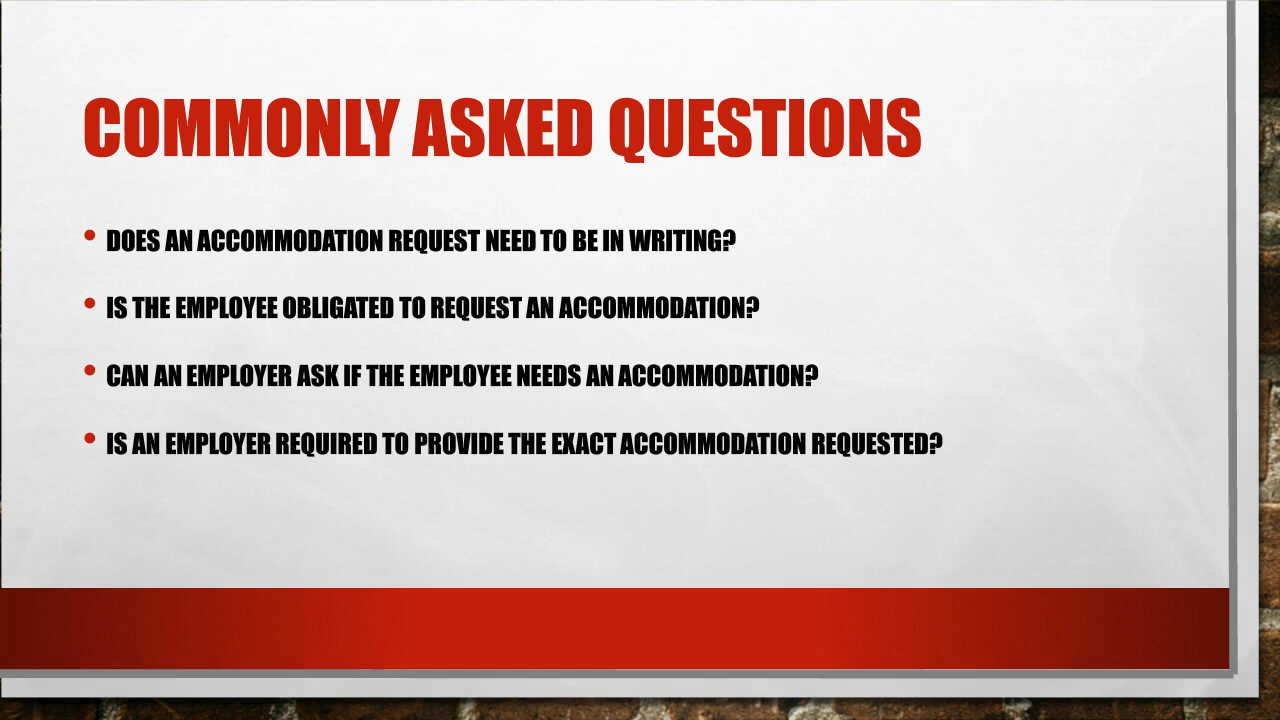 COMMONLY ASKED QUESTIONS
• DOES AN ACCOMMODATION REQUEST NEED TO BE IN WRITING?
• IS THE EMPLOYEE OBLIGATED TO REQUEST AN ACCOMMODATION?
• CAN AN EMPLOYER ASK IF THE EMPLOYEE NEEDS AN ACCOMMODATION?
• IS AN EMPLOYER REQUIRED TO PROVIDE THE EXACT ACCOMMODATION REQUESTED?